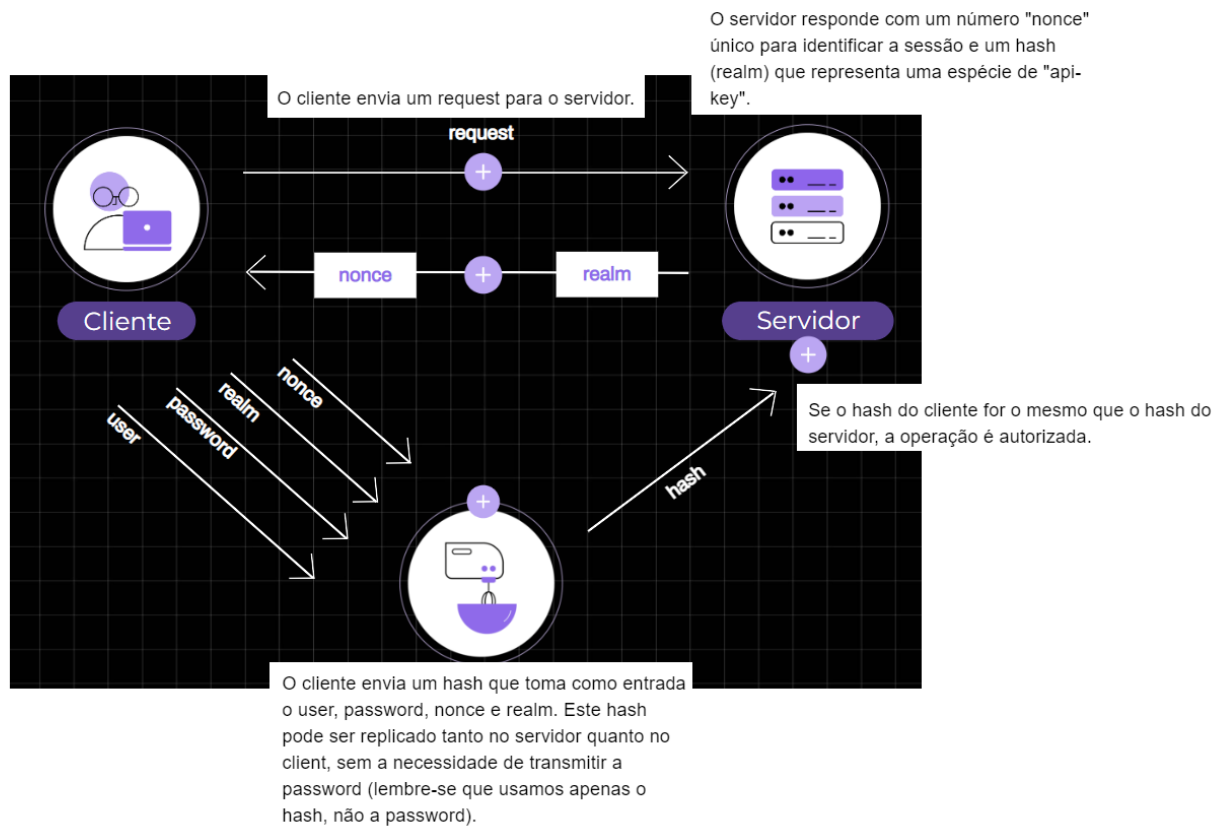 O servidor responde com um número "nonce"
único para identificar a sessão e um hash
(realm) que representa uma espécie de "api-
key".
O cliente envia um request para o servidor.
request
nonce
realm
Cliente
Servidor
nonce
realm
password
user
hash
Se o hash do cliente for o mesmo que o hash do
servidor, a operação é autorizada.
O cliente envia um hash que toma como entrada
o user, password, nonce e realm. Este hash
pode ser replicado tanto no servidor quanto no
client, sem a necessidade de transmitir a
password (lembre-se que usamos apenas o
hash, não a password).